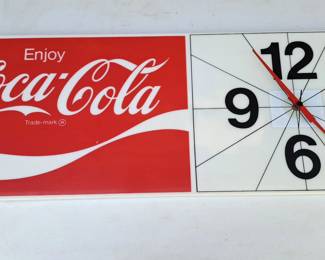 Enjoy
Coca-Cola
Trade-mark ®
12
9
6